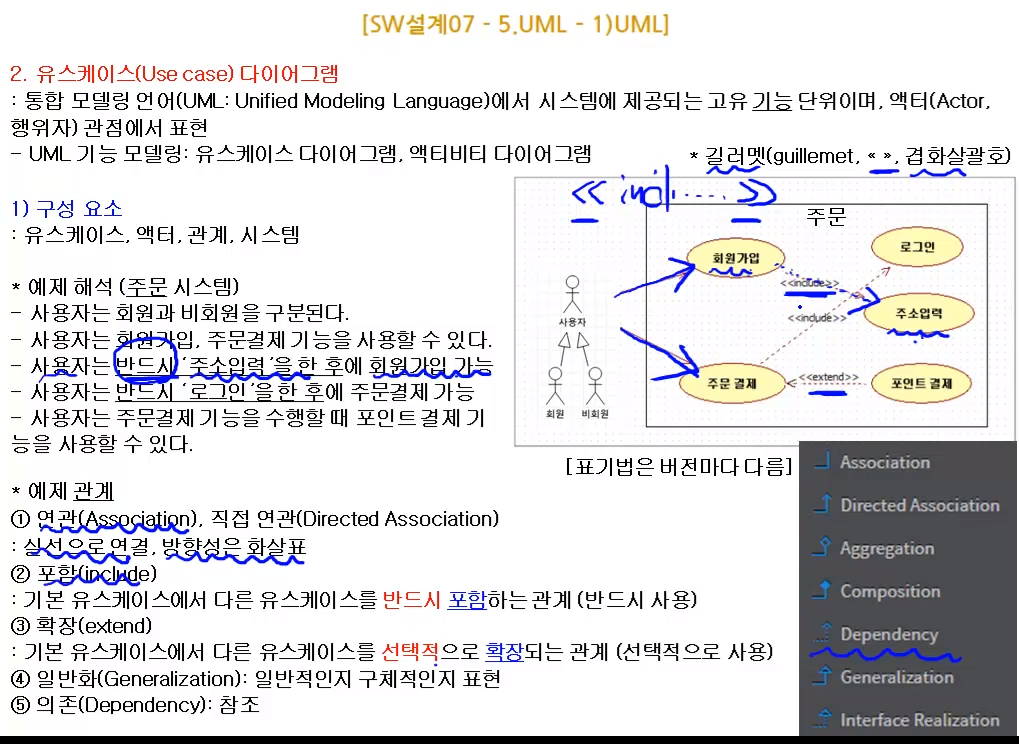 [SW설계07 - 5.UML - 1)UML]
2. 유스케이스(Use case) 다이어그램
: 통합 모델링 언어(UML: Unified Modeling Language)에서 시스템에 제공되는 고유 기능 단위이며, 액터(Actor,
행위자) 관점에서 표현
- UML 기능 모델링: 유스케이스 다이어그램, 액티비티 다이어그램
* 길러멧(guillemet, « », 겹화살괄호)
1) 구성 요소
: 유스케이스, 액터, 관계, 시스템
* 예제 해석 (주문 시스템)
- 사용자는 회원과 비회원을 구분된다.
- 사용자는 회원가입, 주문결제 기능을 사용할 수 있다.
- 사용자는 반드시 ‘주소입력’을 한 후에 회원가입 가능
- 사용자는 반드시 ‘로그인’을 한 후에 주문결제 가능
- 사용자는 주문결제 기능을 수행할 때 포인트 결제 기
능을 사용할 수 있다.
<< incl ..... >>
주문
회원가입
로그인
<<include>>
주소입력
<<include>>
사용자
주문 결제
<<extend>>
포인트 결제
회원
비회원
[표기법은 버전마다 다름]
* 예제 관계
① 연관(Association), 직접 연관(Directed Association)
: 실선으로 연결, 방향성은 화살표
② 포함(include)
: 기본 유스케이스에서 다른 유스케이스를 반드시 포함하는 관계 (반드시 사용)
③ 확장(extend)
: 기본 유스케이스에서 다른 유스케이스를 선택적으로 확장되는 관계 (선택적으로 사용)
④ 일반화(Generalization): 일반적인지 구체적인지 표현
⑤ 의존(Dependency): 참조
Association
Directed Association
Aggregation
Composition
Dependency
Generalization
Interface Realization